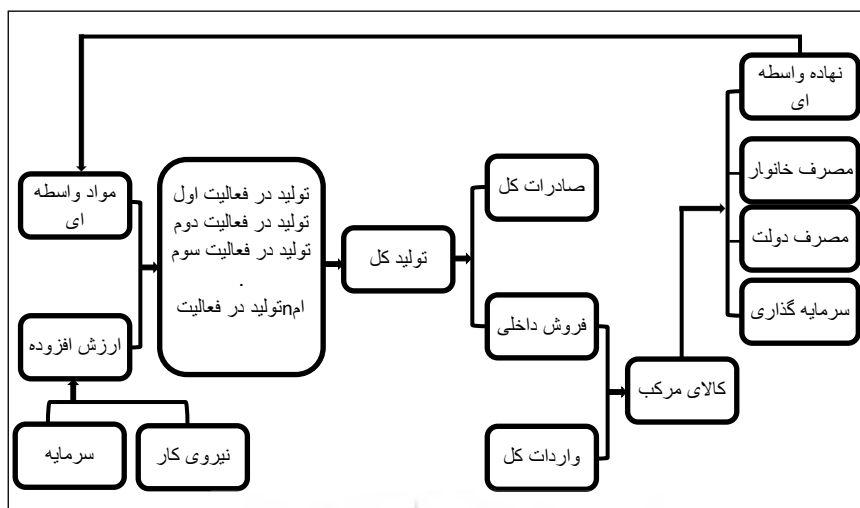 نهاده واسطه
ای
مصرف خانوار
مصرف دولت
سرمایه گذاری
کالای مرکب
صادرات کل
فروش داخلی
واردات کل
تولید کل
تولید در فعالیت اول
تولید در فعالیت دوم
تولید در فعالیت سوم
.
امnتولید در فعالیت
مواد واسطه
ای
ارزش افزوده
نیروی کار
سرمایه